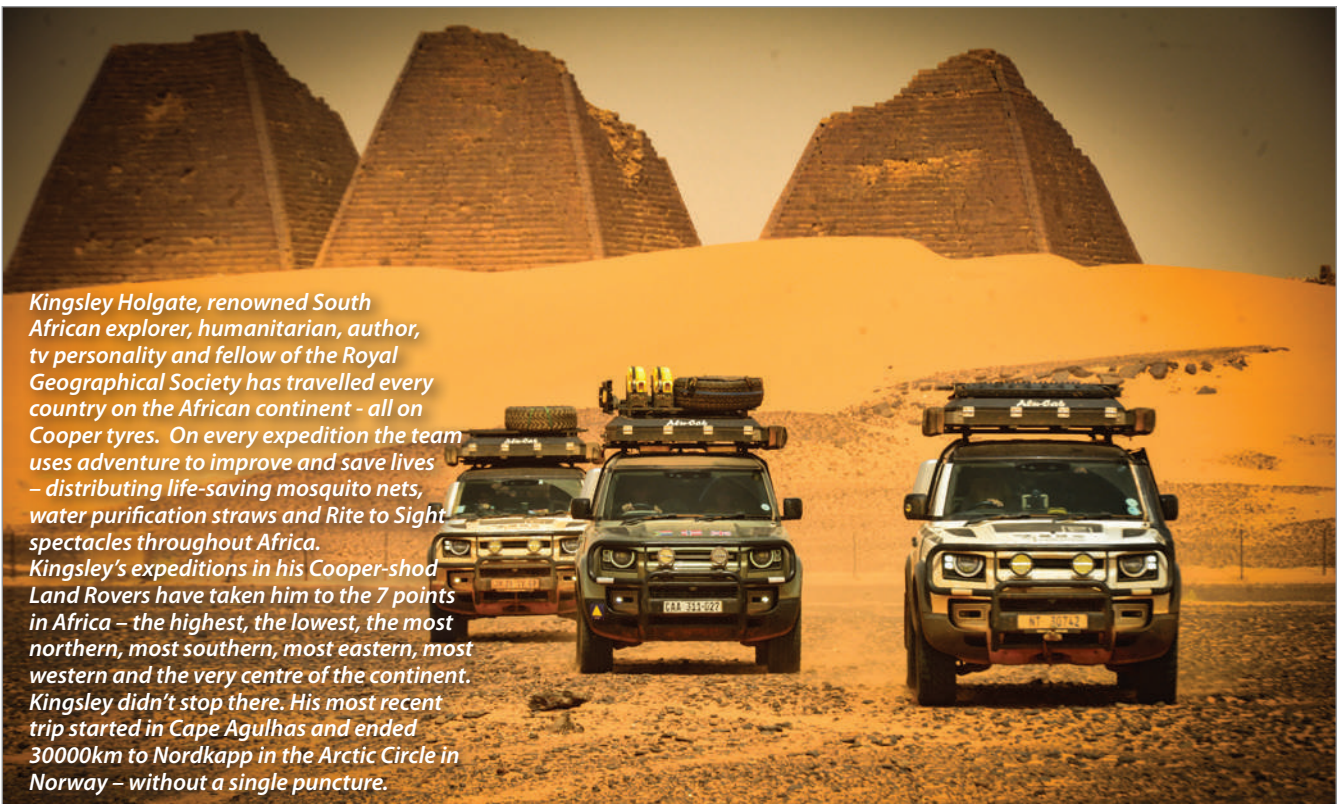 Kingsley Holgate, renowned South
African explorer, humanitarian, author,
tv personality and fellow of the Royal
Geographical Society has travelled every
country on the African continent - all on
Cooper tyres.  On every expedition the team
uses adventure to improve and save lives
– distributing life-saving mosquito nets,
water purification straws and Rite to Sight
spectacles throughout Africa.
Kingsley’s expeditions in his Cooper-shod
Land Rovers have taken him to the 7 points
in Africa – the highest, the lowest, the most
northern, most southern, most eastern, most
western and the very centre of the continent.
Kingsley didn’t stop there. His most recent
trip started in Cape Agulhas and ended
30000km to Nordkapp in the Arctic Circle in
Norway – without a single puncture.
Alu-Cab
Alu-Cab
Alu-Cab
CAA 311-027
NT 30742